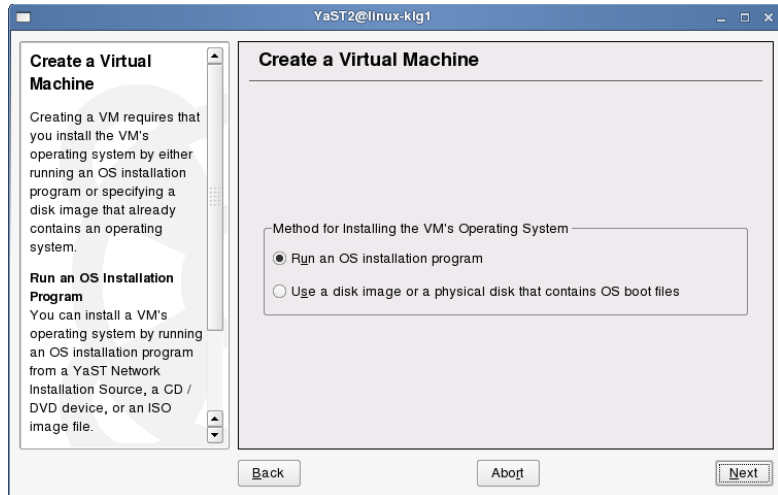 YaST2@linux-klg1
Create a Virtual
Machine
Creating a VM requires that
you install the VM's
operating system by either
running an OS installation
program or specifying a
disk image that already
contains an operating
system.
Run an OS Installation
Program
You can install a VM's
operating system by running
an OS installation program
from a YaST Network
Installation Source, a CD /
DVD device, or an ISO
image file.
Create a Virtual Machine
Method for Installing the VM's Operating System
Run an OS installation program
Use a disk image or a physical disk that contains OS boot files
Back
Abort
Next